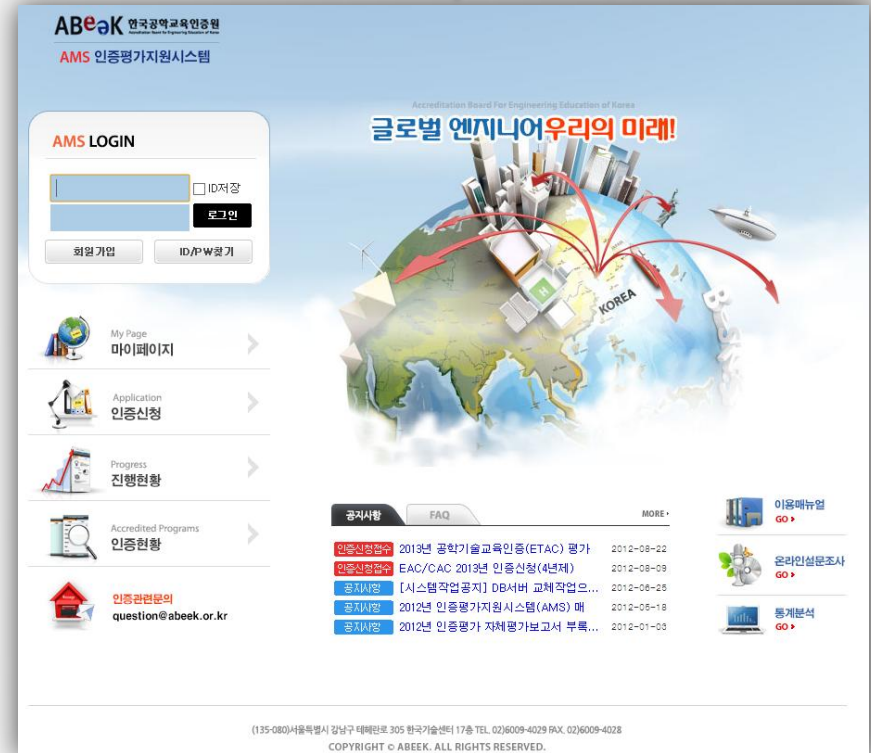 ABEEK 한국공학교육인증원
Accreditation Board for Engineering Education of Korea
AMS 인증평가지원시스템
Accreditation Board For Engineering Education of Korea
글로벌 엔지니어우리의 미래!
AMS LOGIN
ID저장
로그인
회원가입
ID/PW찾기
KOREA
H
My Page
마이페이지
Application
인증신청
Progress
진행현황
Accredited Programs
인증현황
인증관련문의
question@abeek.or.kr
공지사항
FAQ
MORE
인증신청접수 2013년 공학기술교육인증(ETAC) 평가 2012-08-22
인증신청접수 EAC/CAC 2013년 인증신청(4년제) 2012-08-09
공지사항 [시스템작업공지] DB서버 교체작업으... 2012-06-25
공지사항 2012년 인증평가지원시스템(AMS) 매 2012-05-18
공지사항 2012년 인증평가 자체평가보고서 부록... 2012-01-03
이용매뉴얼
GO
온라인설문조사
GO
통계분석
GO
(135-080)서울특별시 강남구 테헤란로 305 한국기술센터 17층 TEL. 02)6009-4029 FAX. 02)6009-4028
COPYRIGHT © ABEEK. ALL RIGHTS RESERVED.